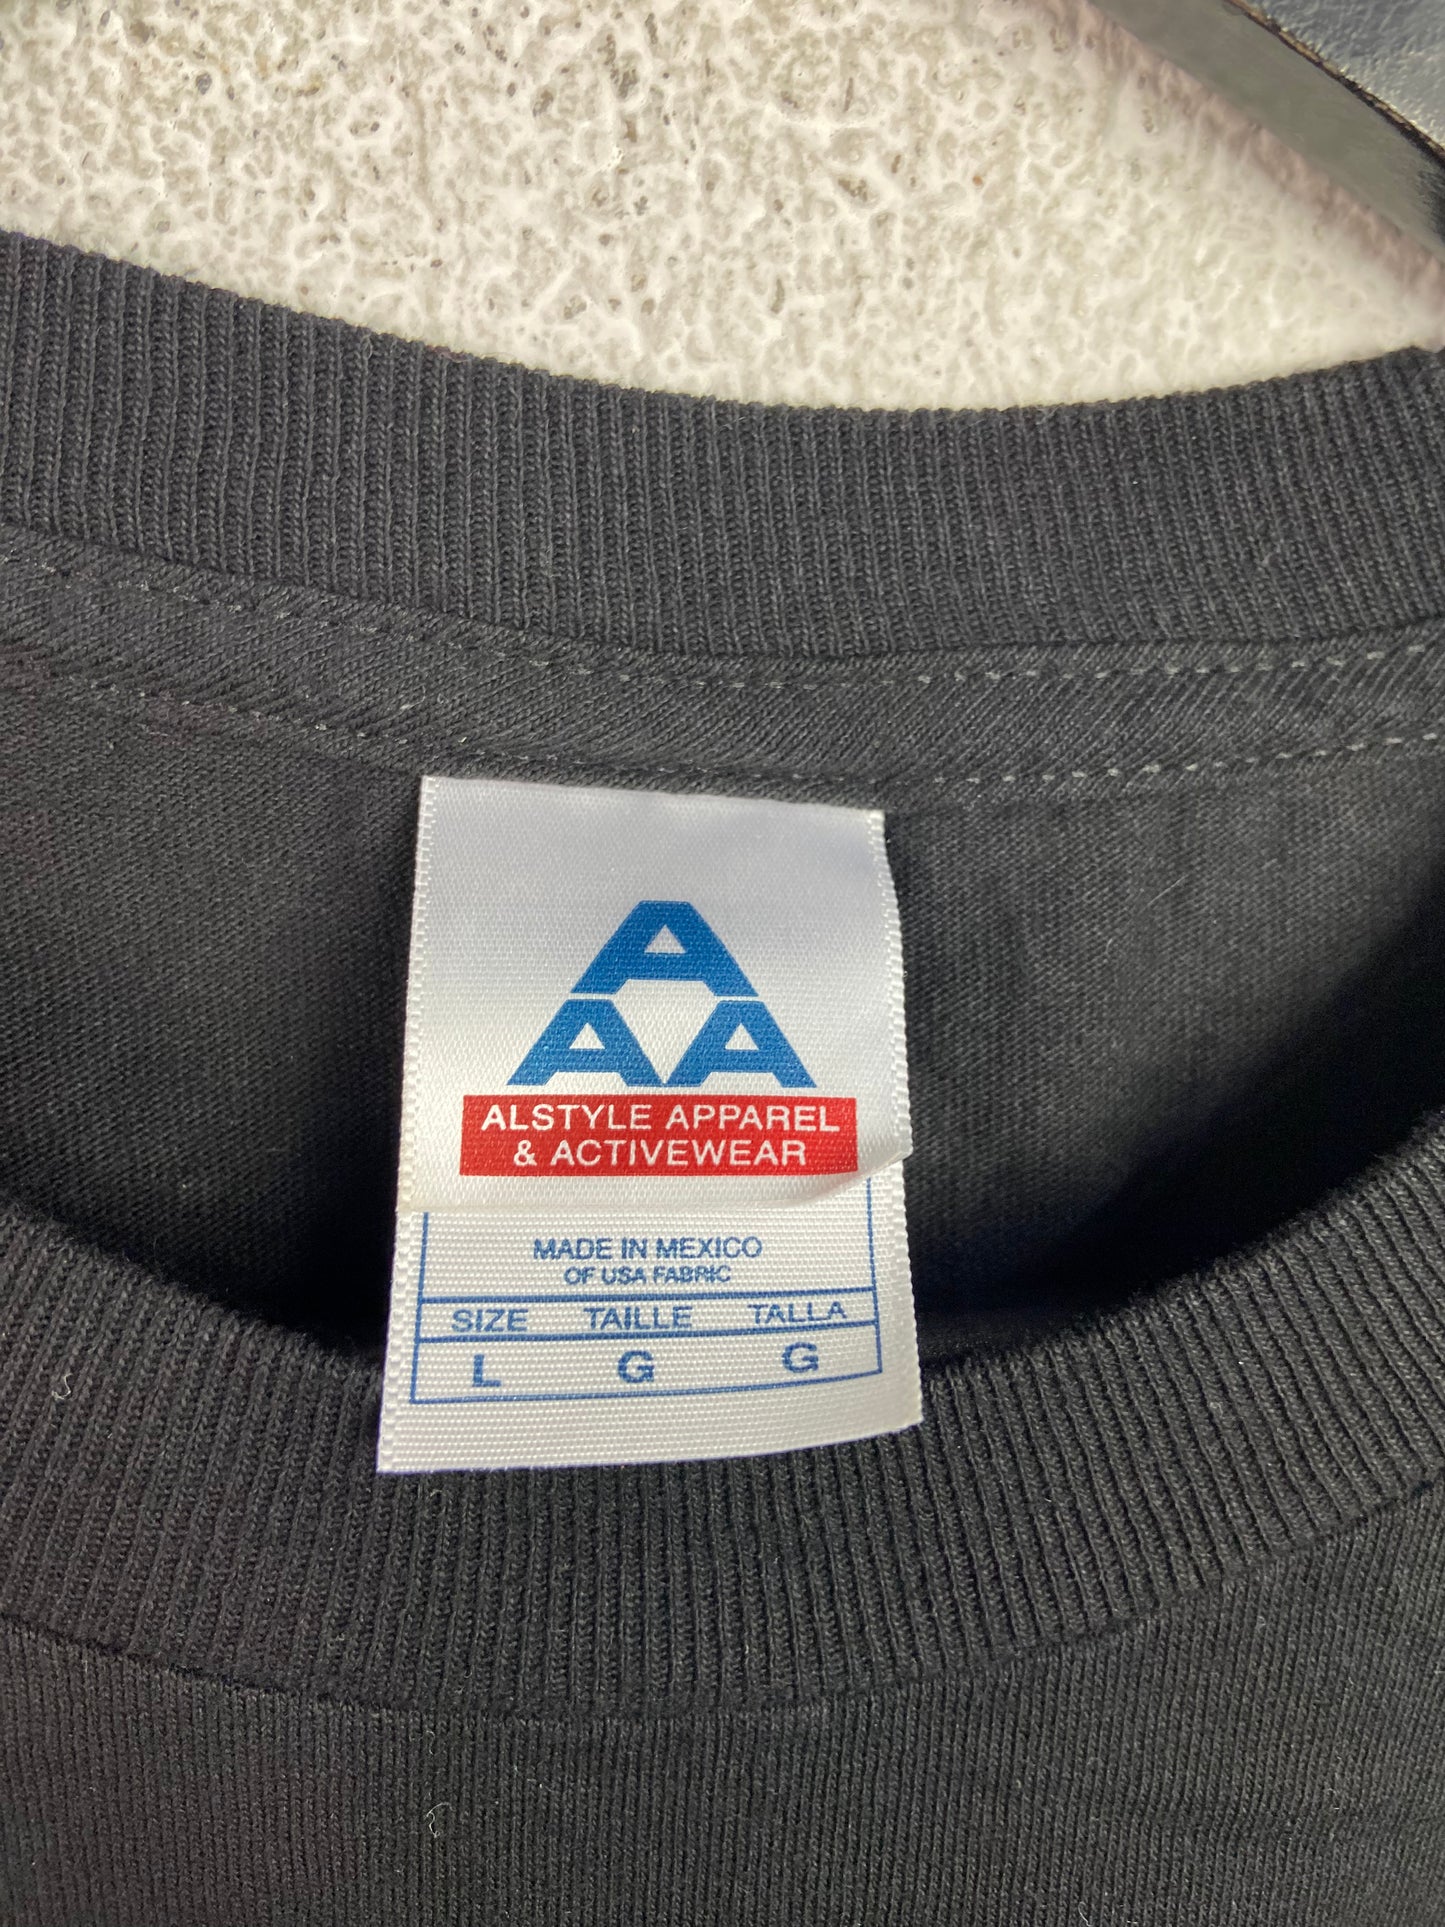 A
A A
ALSTYLE APPAREL
& ACTIVEWEAR
MADE IN MEXICO
OF USA FABRIC
SIZE TAILLE TALLA
L G G